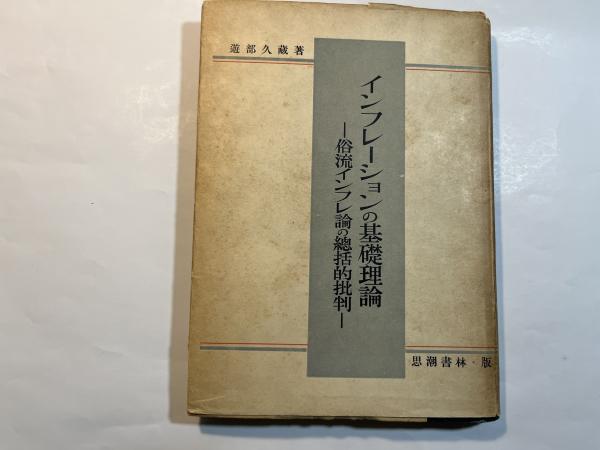 遊部久蔵著
インフレーションの基礎理論
―俗流インフレ論の總括的批判―
思潮書林・版